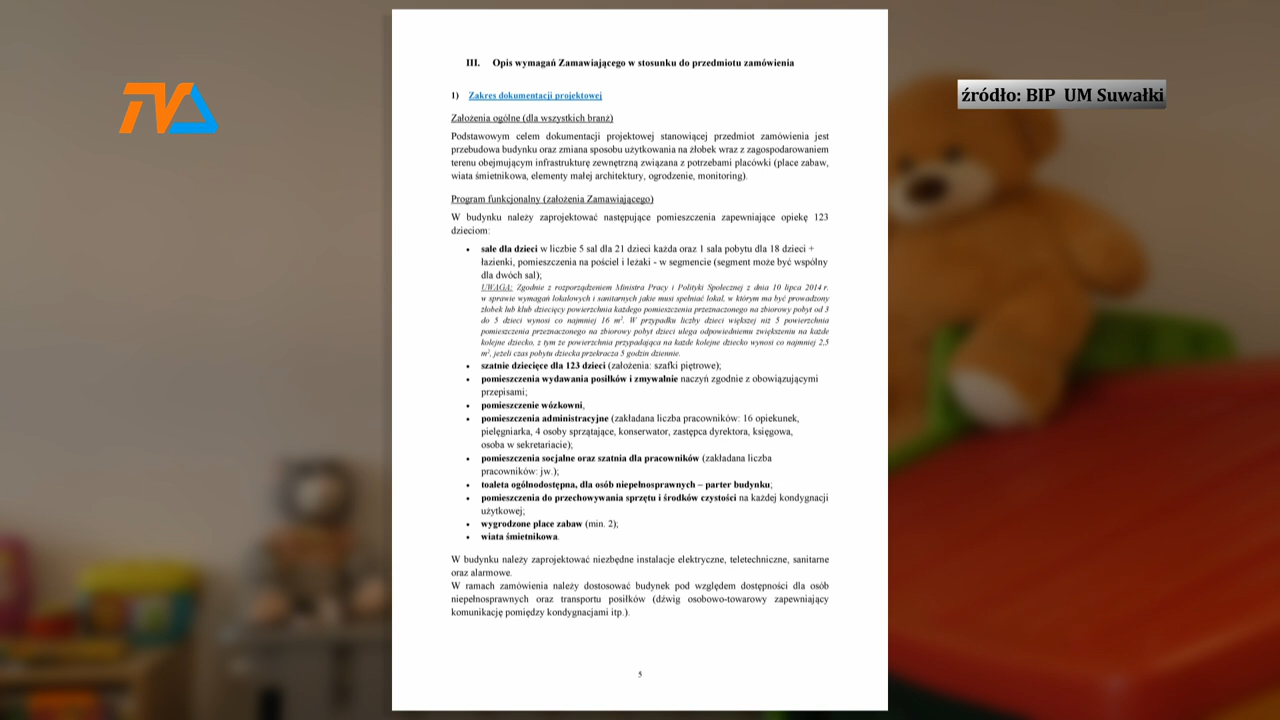 TVA
źródło: BIP UM Suwałki
III. Opis wymagań Zamawiającego w stosunku do przedmiotu zamówienia
1) Zakres dokumentacji projektowej
Założenia ogólne (dla wszystkich branż)
Podstawowym celem dokumentacji projektowej stanowiącej przedmiot zamówienia jest
przebudowa budynku oraz zmiana sposobu użytkowania na żłobek wraz z zagospodarowaniem
terenu obejmującym infrastrukturę zewnętrzną związana z potrzebami placówki (place zabaw,
wiata śmietnikowa, elementy małej architektury, ogrodzenie, monitoring).
Program funkcjonalny (założenia Zamawiającego)
W budynku należy zaprojektować następujące pomieszczenia zapewniające opiekę 123
dzieciom:
• sale dla dzieci w liczbie 5 sal dla 21 dzieci każda oraz 1 sala pobytu dla 18 dzieci +
łazienki, pomieszczenia na pościel i leżaki - w segmencie (segment może być wspólny
dla dwóch sal);
UWAGA: Zgodnie z rozporządzeniem Ministra Pracy i Polityki Społecznej z dnia 10 lipca 2014 r.
w sprawie wymagań lokalowych i sanitarnych jakie musi spełniać lokal, w którym ma być prowadzony
żłobek lub klub dziecięcy powierzchnia każdego pomieszczenia przeznaczonego na zbiorowy pobyt od 3
do 5 dzieci wynosi co najmniej 16 m². W przypadku liczby dzieci większej niż 5 powierzchnia
pomieszczenia przeznaczonego na zbiorowy pobyt dzieci ulega odpowiedniemu zwiększeniu na każde
kolejne dziecko, z tym że powierzchnia przypadająca na każde kolejne dziecko wynosi co najmniej 2,5
m², jeżeli czas pobytu dziecka przekracza 5 godzin dziennie.
• szatnie dziecięce dla 123 dzieci (założenia: szafki piętrowe);
• pomieszczenia wydawania posiłków i zmywalnie naczyń zgodnie z obowiązującymi
przepisami;
• pomieszczenie wózkowni,
• pomieszczenia administracyjne (zakładana liczba pracowników: 16 opiekunek,
pielęgniarka, 4 osoby sprzątające, konserwator, zastępca dyrektora, księgowa,
osoba w sekretariacie);
• pomieszczenia socjalne oraz szatnia dla pracowników (zakładana liczba
pracowników: jw.);
• toaleta ogólnodostępna, dla osób niepełnosprawnych – parter budynku;
• pomieszczenia do przechowywania sprzętu i środków czystości na każdej kondygnacji
użytkowej;
• wygrodzone place zabaw (min. 2);
• wiata śmietnikowa.
W budynku należy zaprojektować niezbędne instalacje elektryczne, teletechniczne, sanitarne
oraz alarmowe.
W ramach zamówienia należy dostosować budynek pod względem dostępności dla osób
niepełnosprawnych oraz transportu posiłków (dźwig osobowo-towarowy zapewniający
komunikację pomiędzy kondygnacjami itp.).
5